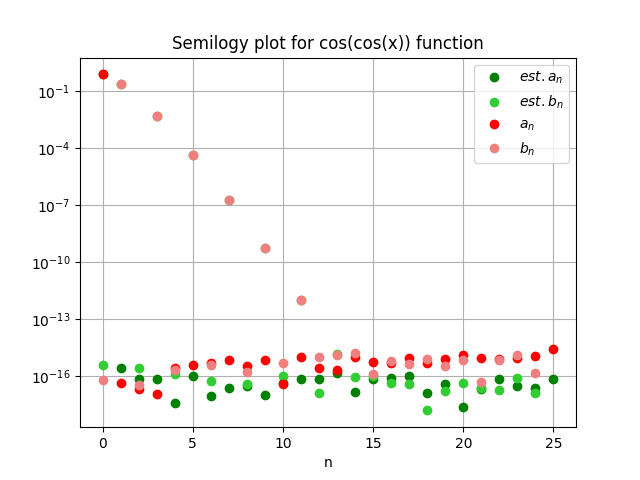 Semilogy plot for cos(cos(x)) function
10⁻¹
10⁻⁴
10⁻⁷
10⁻¹⁰
10⁻¹³
10⁻¹⁶
est.aₙ
est.bₙ
aₙ
bₙ
0 5 10 15 20 25
n